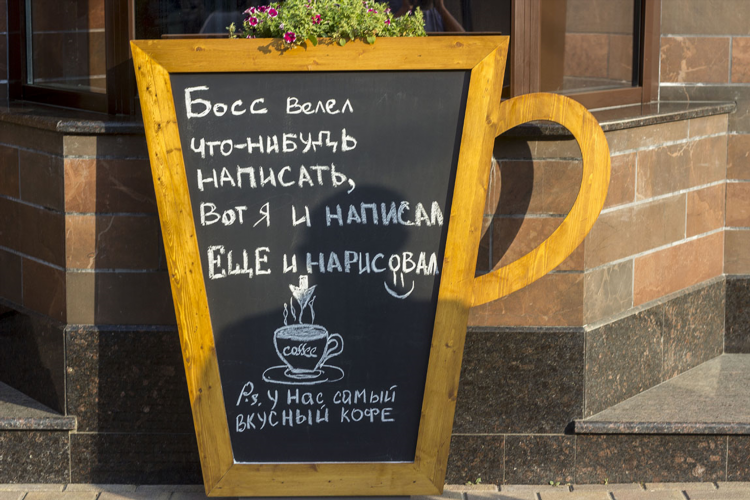 Босс велел
что-нибудь
написать,
Вот я и написал
Еще и нарисовал
coffee
P.s. у нас самый
вкусный кофе